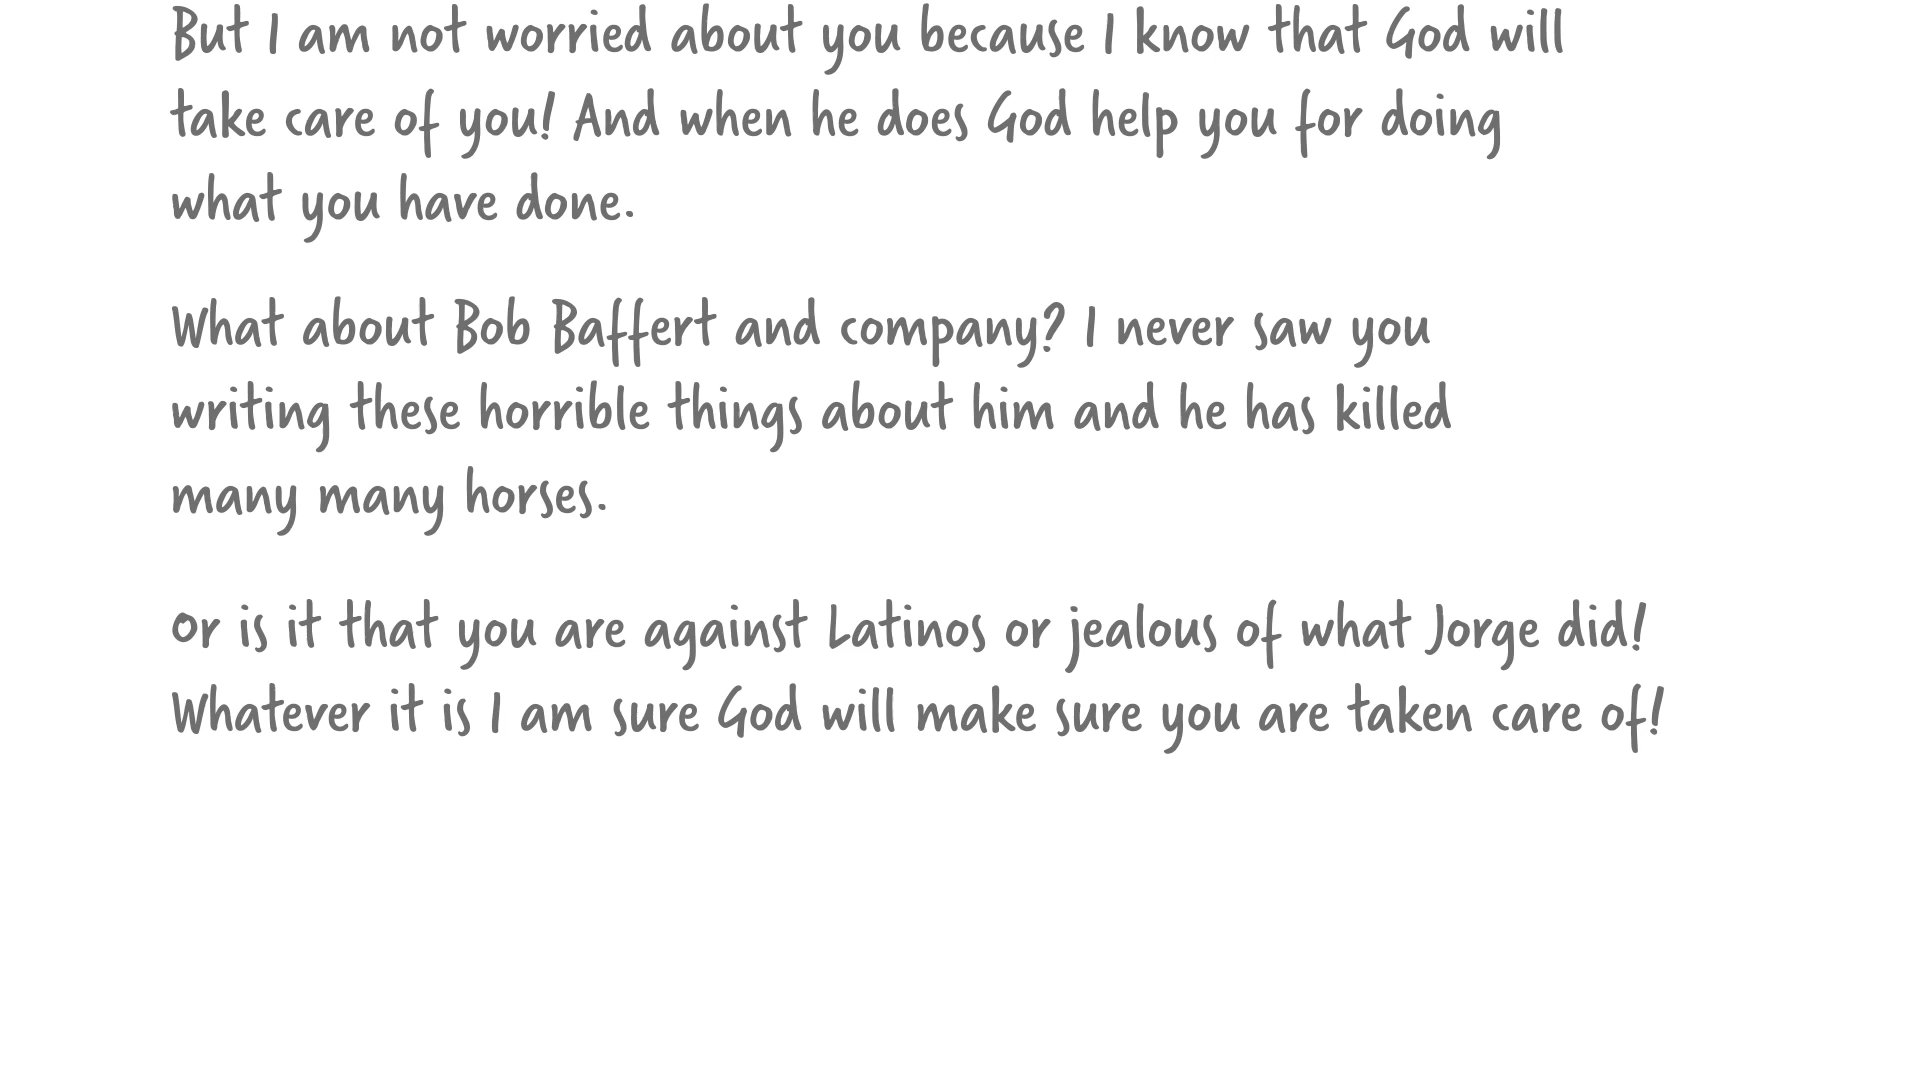 But I am not worried about you because I know that God will
take care of you! And when he does God help you for doing
what you have done.
What about Bob Baffert and company? I never saw you
writing these horrible things about him and he has killed
many many horses.
Or is it that you are against Latinos or jealous of what Jorge did!
Whatever it is I am sure God will make sure you are taken care of!